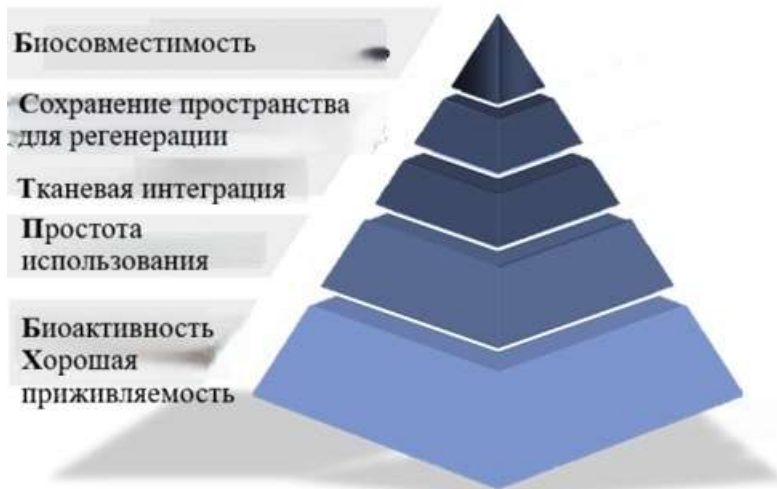 Биосовместимость
Сохранение пространства
для регенерации
Тканевая интеграция
Простота
использования
Биоактивность
Хорошая
приживляемость